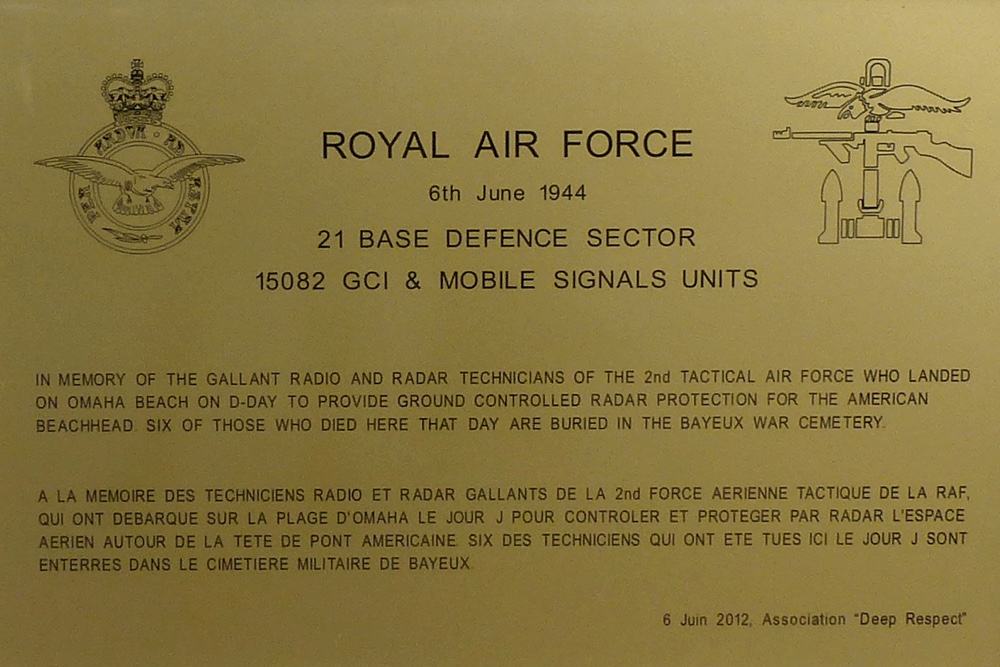 ROYAL AIR FORCE
6th June 1944
21 BASE DEFENCE SECTOR
15082 GCI & MOBILE SIGNALS UNITS
IN MEMORY OF THE GALLANT RADIO AND RADAR TECHNICIANS OF THE 2nd TACTICAL AIR FORCE WHO LANDED
ON OMAHA BEACH ON D-DAY TO PROVIDE GROUND CONTROLLED RADAR PROTECTION FOR THE AMERICAN
BEACHHEAD. SIX OF THOSE WHO DIED HERE THAT DAY ARE BURIED IN THE BAYEUX WAR CEMETERY.
A LA MEMOIRE DES TECHNICIENS RADIO ET RADAR GALLANTS DE LA 2nd FORCE AERIENNE TACTIQUE DE LA RAF,
QUI ONT DEBARQUE SUR LA PLAGE D'OMAHA LE JOUR J POUR CONTROLER ET PROTEGER PAR RADAR L'ESPACE
AERIEN AUTOUR DE LA TETE DE PONT AMERICAINE. SIX DES TECHNICIENS QUI ONT ETE TUES ICI LE JOUR J SONT
ENTERRES DANS LE CIMETIERE MILITAIRE DE BAYEUX.
6 Juin 2012, Association "Deep Respect"